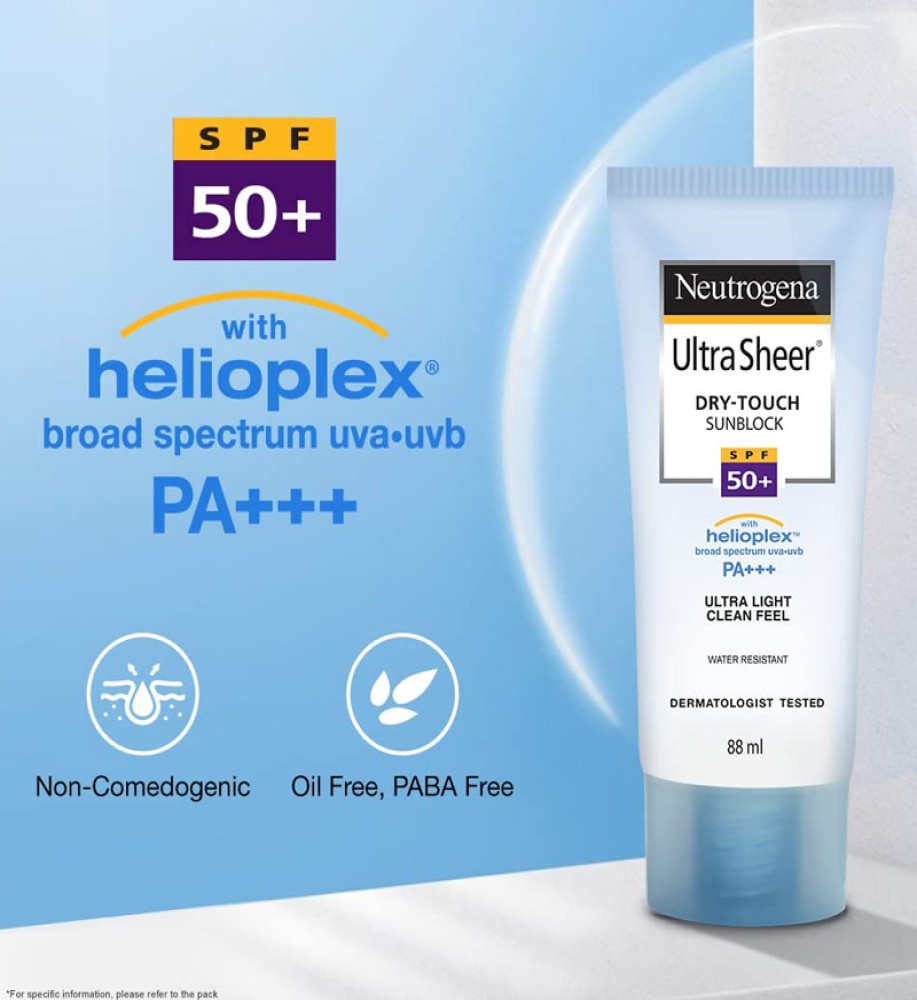 SPF
50+
with
helioplex®
broad spectrum uva•uvb
PA+++
Non-Comedogenic
Oil Free, PABA Free
Neutrogena
Ultra Sheer®
DRY-TOUCH
SUNBLOCK
SPF
50+
with
helioplex™
broad spectrum uva•uvb
PA+++
ULTRA LIGHT
CLEAN FEEL
WATER RESISTANT
DERMATOLOGIST TESTED
88 ml
*For specific information, please refer to the pack